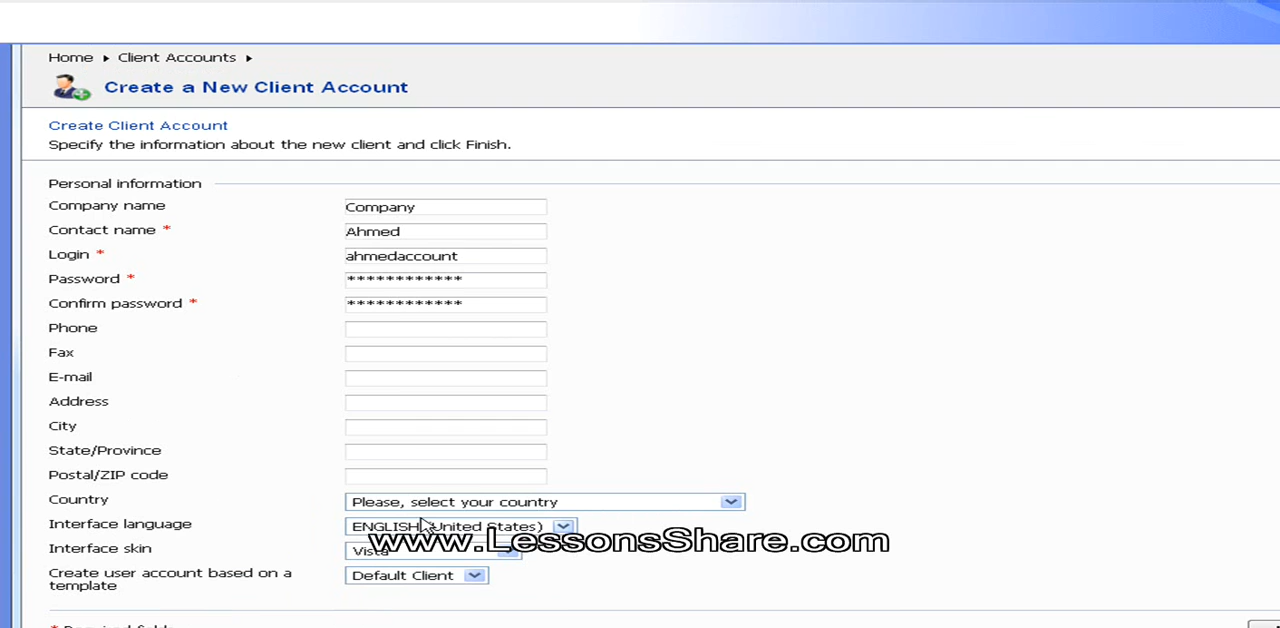 Home ▸ Client Accounts ▸
Create a New Client Account
Create Client Account
Specify the information about the new client and click Finish.
Personal information
Company name Company
Contact name * Ahmed
Login * ahmedaccount
Password * ************
Confirm password * ************
Phone
Fax
E-mail
Address
City
State/Province
Postal/ZIP code
Country Please, select your country
Interface language ENGLISH (United States)
www.LessonsShare.com
Interface skin Vista
Create user account based on a Default Client
template
* Required fields